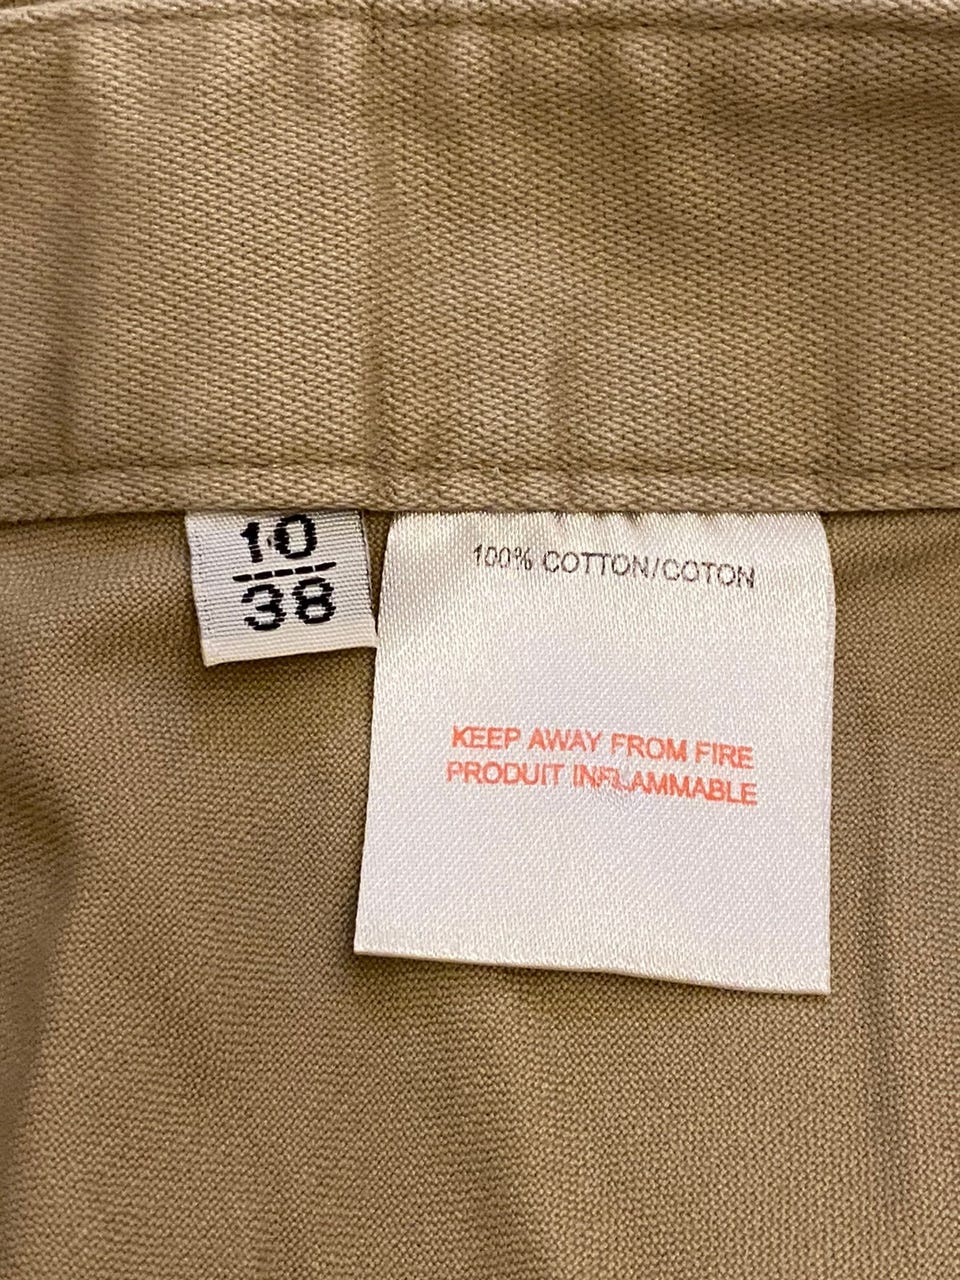 10
38
100% COTTON/COTON
KEEP AWAY FROM FIRE
PRODUIT INFLAMMABLE